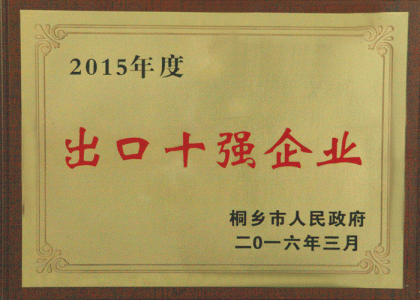 2015年度
出口十强企业
桐乡市人民政府
二〇一六年三月